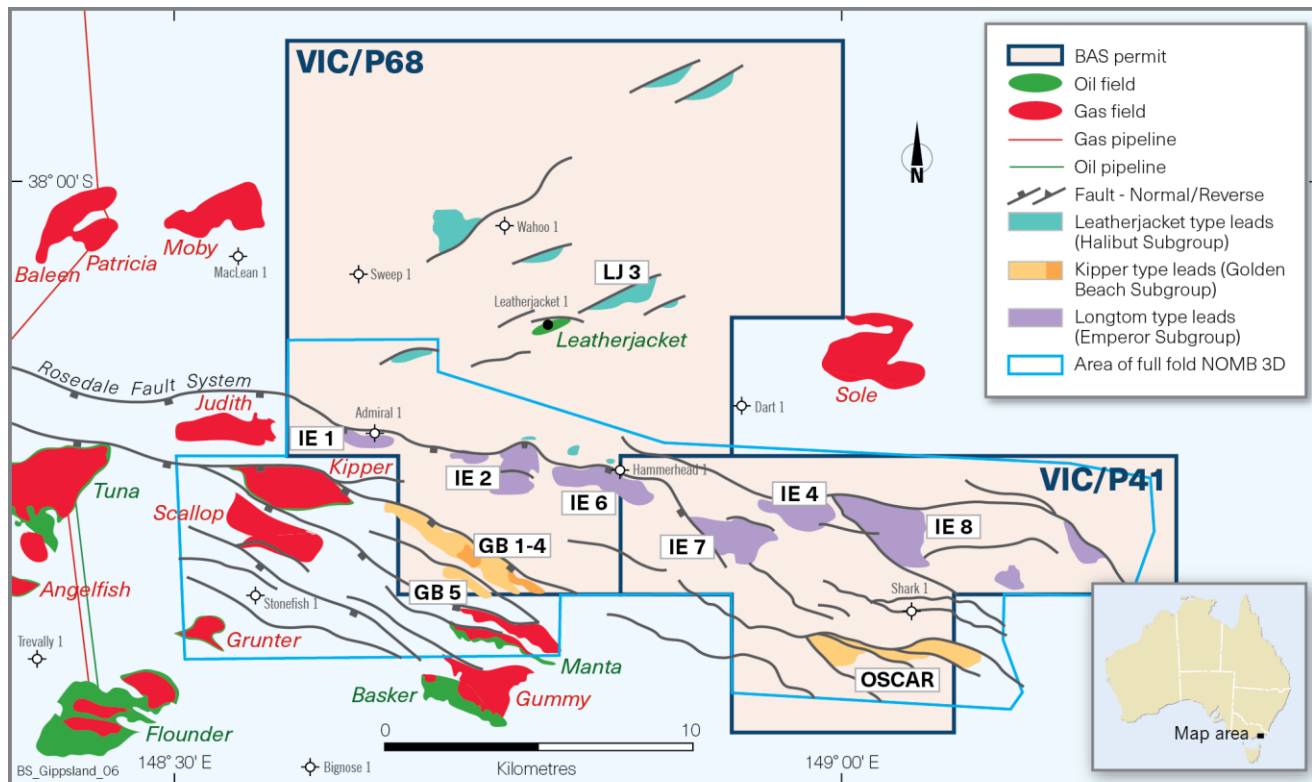 VIC/P68
BAS permit
Oil field
Gas field
Gas pipeline
Oil pipeline
Fault - Normal/Reverse
Leatherjacket type leads
(Halibut Subgroup)
Kipper type leads (Golden
Beach Subgroup)
Longtom type leads
(Emperor Subgroup)
Area of full fold NOMB 3D
N
38° 00' S
Baleen
Patricia
Moby
MacLean 1
Wahoo 1
Sweep 1
LJ 3
Leatherjacket 1
Leatherjacket
Sole
Dart 1
Rosedale Fault System
Judith
Admiral 1
IE 1
Kipper
IE 2
IE 6
Hammerhead 1
VIC/P41
IE 4
IE 8
IE 7
Tuna
Scallop
GB 1-4
GB 5
Angelfish
Stonefish 1
Shark 1
Trevally 1
Grunter
Manta
OSCAR
Basker
Gummy
Flounder
0
10
Kilometres
Map area
BS_Gippsland_06
148° 30' E
Bignose 1
149° 00' E